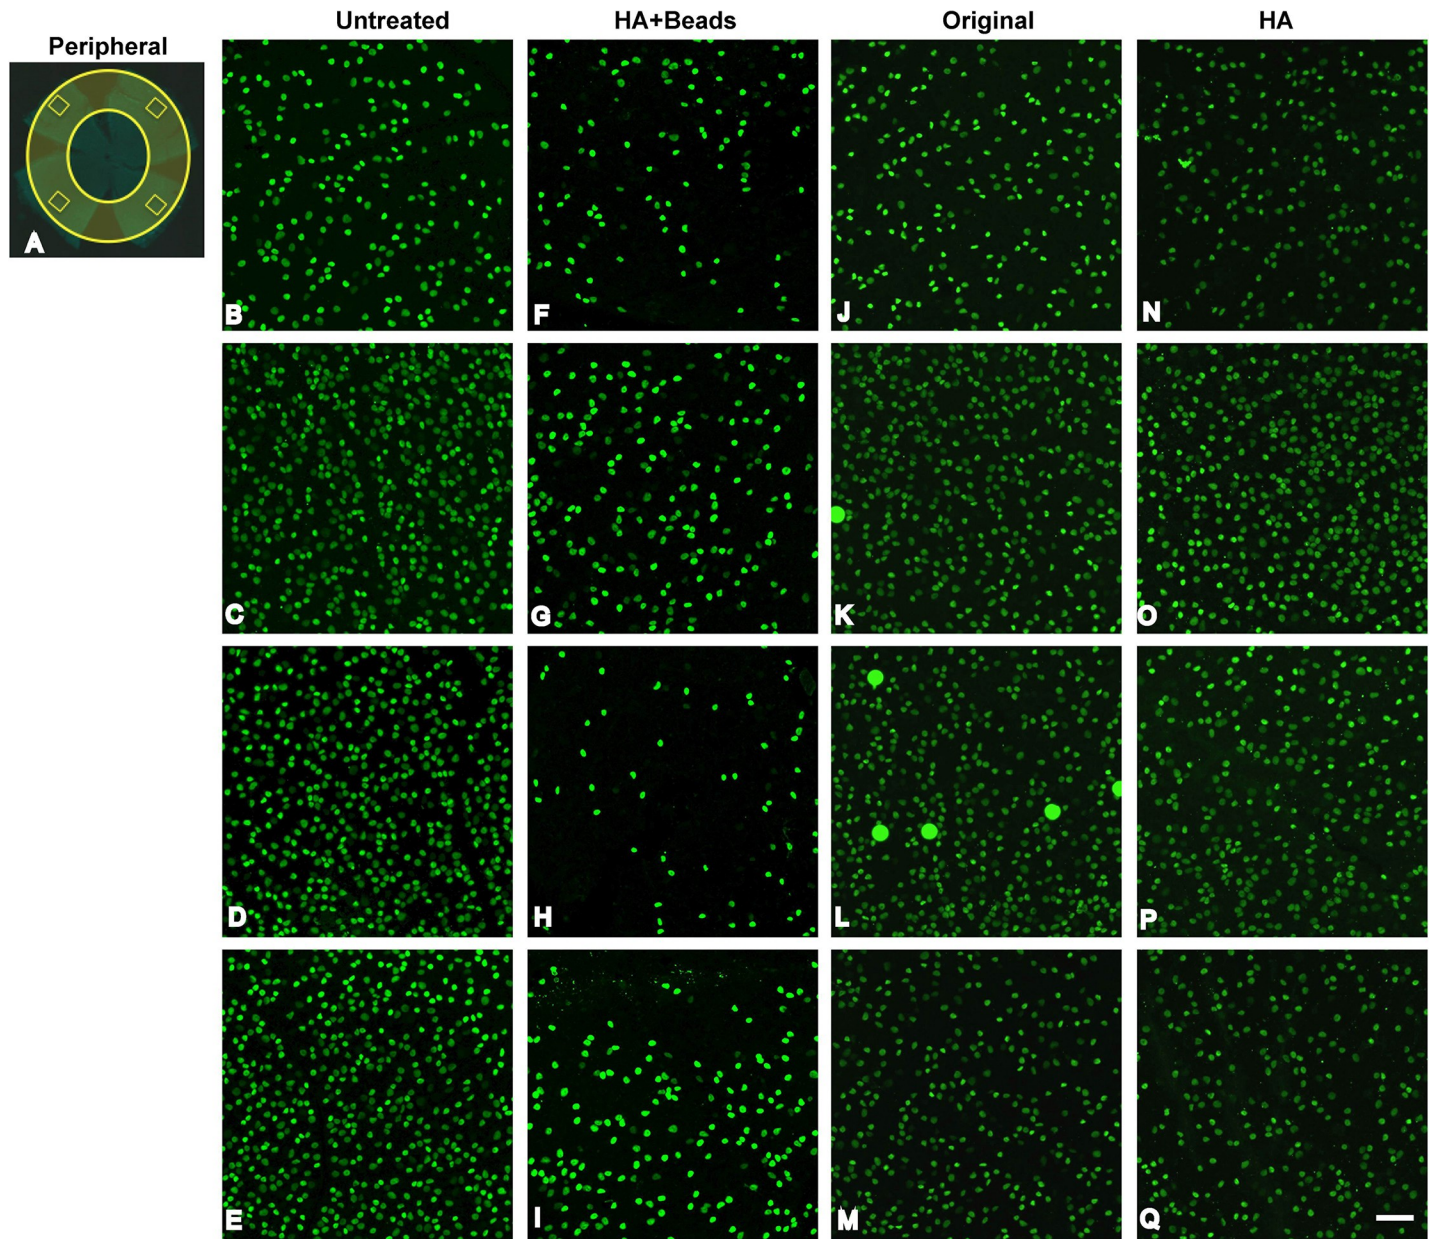 Untreated HA+Beads Original HA
Peripheral
A
B F J N
C G K O
D H L P
E I M Q